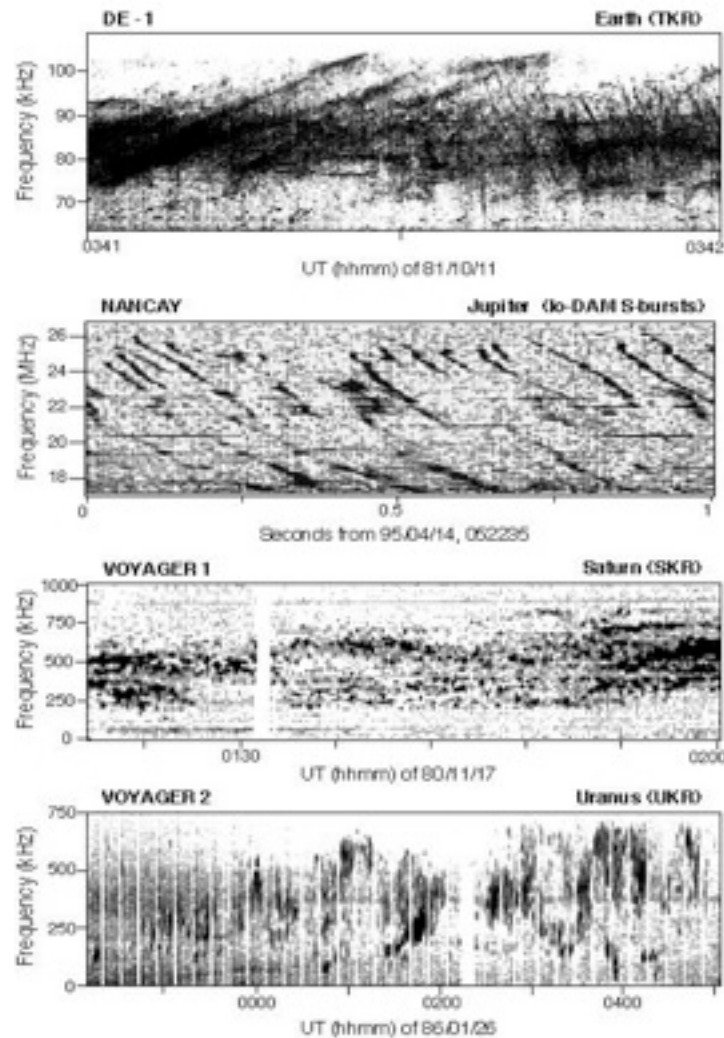 DE - 1 Earth (TKR)
Frequency (kHz)
100
90
80
70
0341 0342
UT (hhmm) of 81/10/11
NANCAY Jupiter (Io-DAM S-bursts)
Frequency (MHz)
26
24
22
20
18
0 0.5 1
Seconds from 95/04/14, 052235
VOYAGER 1 Saturn (SKR)
Frequency (kHz)
1000
750
500
250
0
0130 0200
UT (hhmm) of 80/11/17
VOYAGER 2 Uranus (UKR)
Frequency (kHz)
750
500
250
0
0000 0200 0400
UT (hhmm) of 86/01/26